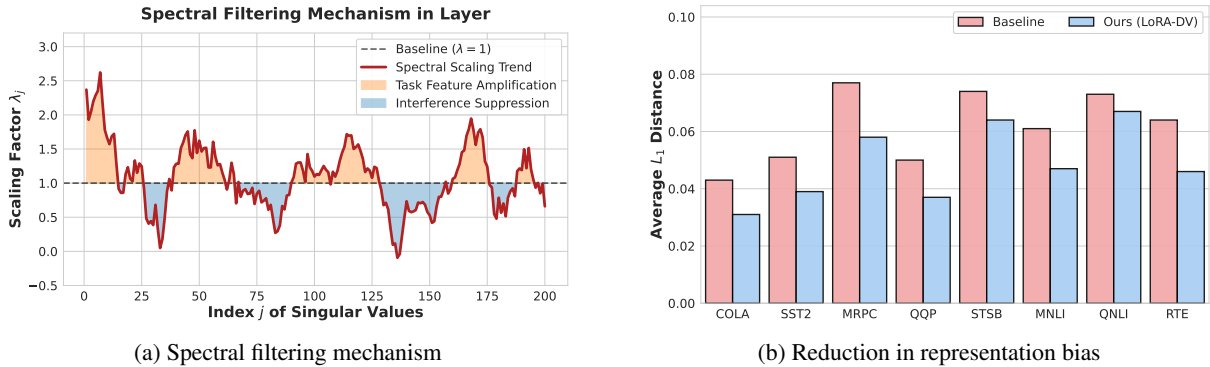 Spectral Filtering Mechanism in Layer
Scaling Factor λj
3.0
2.5
2.0
1.5
1.0
0.5
0.0
−0.5
Baseline (λ = 1)
Spectral Scaling Trend
Task Feature Amplification
Interference Suppression
0 25 50 75 100 125 150 175 200
Index j of Singular Values
(a) Spectral filtering mechanism
Average L1 Distance
0.10
0.08
0.06
0.04
0.02
0.00
Baseline Ours (LoRA-DV)
COLA SST2 MRPC QQP STSB MNLI QNLI RTE
(b) Reduction in representation bias